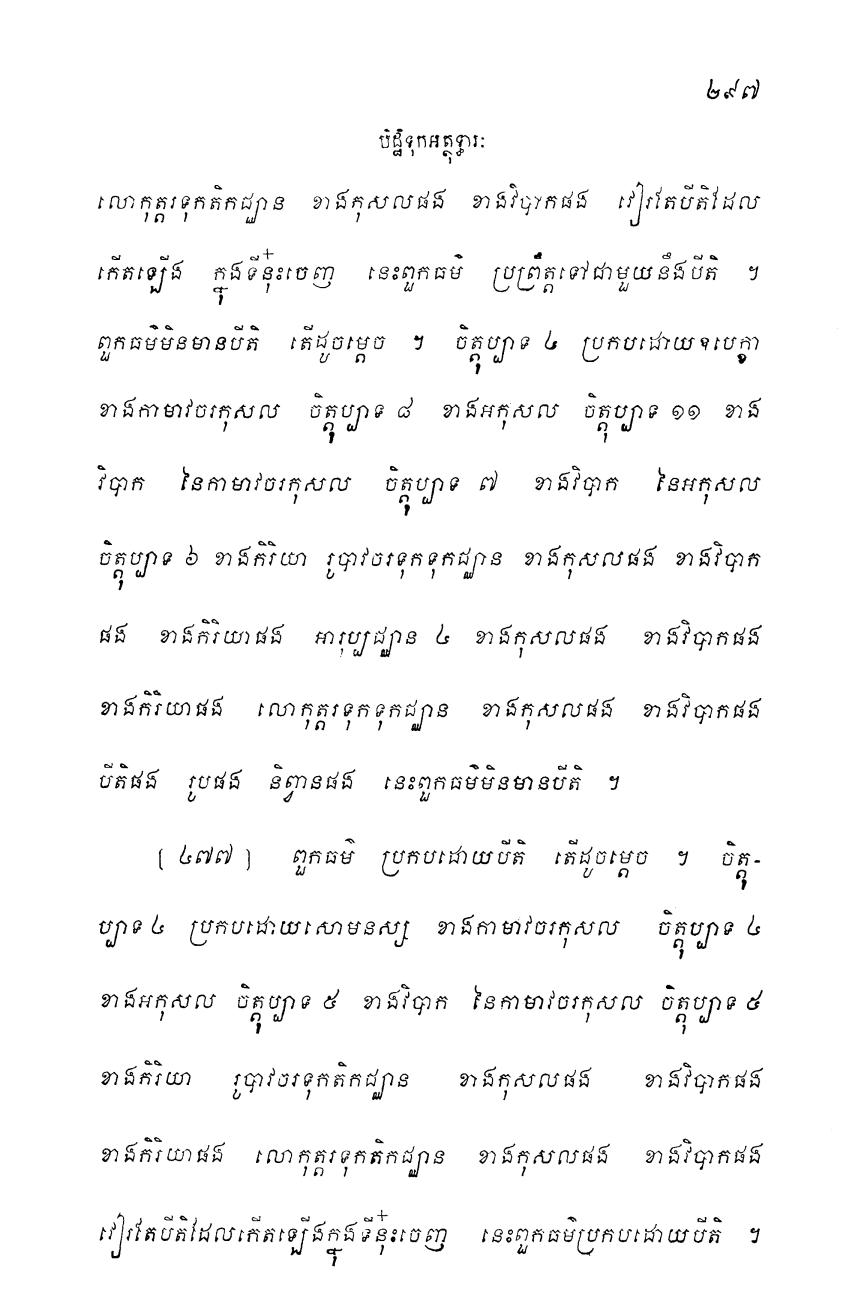 ២៩៧
បិដ្ឋិទុកអត្ថុទ្ធារៈ
លោកុត្តរទុកតិកជ្ឈាន ខាងកុសលផង ខាងវិបាកផង វៀរតែបីតិដែល
កើតឡើង ក្នុងទីនុ៎ះចេញ នេះពួកធម៌ ប្រព្រឹត្តទៅជាមួយនឹងបីតិ ។
ពួកធម៌មិនមានបីតិ តើដូចម្តេច ។ ចិត្តុប្បាទ ៤ ប្រកបដោយឧបេក្ខា
ខាងកាមាវចរកុសល ចិត្តុប្បាទ ៨ ខាងអកុសល ចិត្តុប្បាទ ១១ ខាង
វិបាក នៃកាមាវចរកុសល ចិត្តុប្បាទ ៧ ខាងវិបាក នៃអកុសល
ចិត្តុប្បាទ ៦ ខាងកិរិយា រូបាវចរទុកទុកជ្ឈាន ខាងកុសលផង ខាងវិបាក
ផង ខាងកិរិយាផង អារុប្បជ្ឈាន ៤ ខាងកុសលផង ខាងវិបាកផង
ខាងកិរិយាផង លោកុត្តរទុកទុកជ្ឈាន ខាងកុសលផង ខាងវិបាកផង
បីតិផង រូបផង និព្វានផង នេះពួកធម៌មិនមានបីតិ ។
[ ៤៧៧ ] ពួកធម៌ ប្រកបដោយបីតិ តើដូចម្តេច ។ ចិត្តុ-
ប្បាទ ៤ ប្រកបដោយសោមនស្ស ខាងកាមាវចរកុសល ចិត្តុប្បាទ ៤
ខាងអកុសល ចិត្តុប្បាទ ៥ ខាងវិបាក នៃកាមាវចរកុសល ចិត្តុប្បាទ ៥
ខាងកិរិយា រូបាវចរទុកតិកជ្ឈាន ខាងកុសលផង ខាងវិបាកផង
ខាងកិរិយាផង លោកុត្តរទុកតិកជ្ឈាន ខាងកុសលផង ខាងវិបាកផង
វៀរតែបីតិដែលកើតឡើងក្នុងទីនុ៎ះចេញ នេះពួកធម៌ប្រកបដោយបីតិ ។